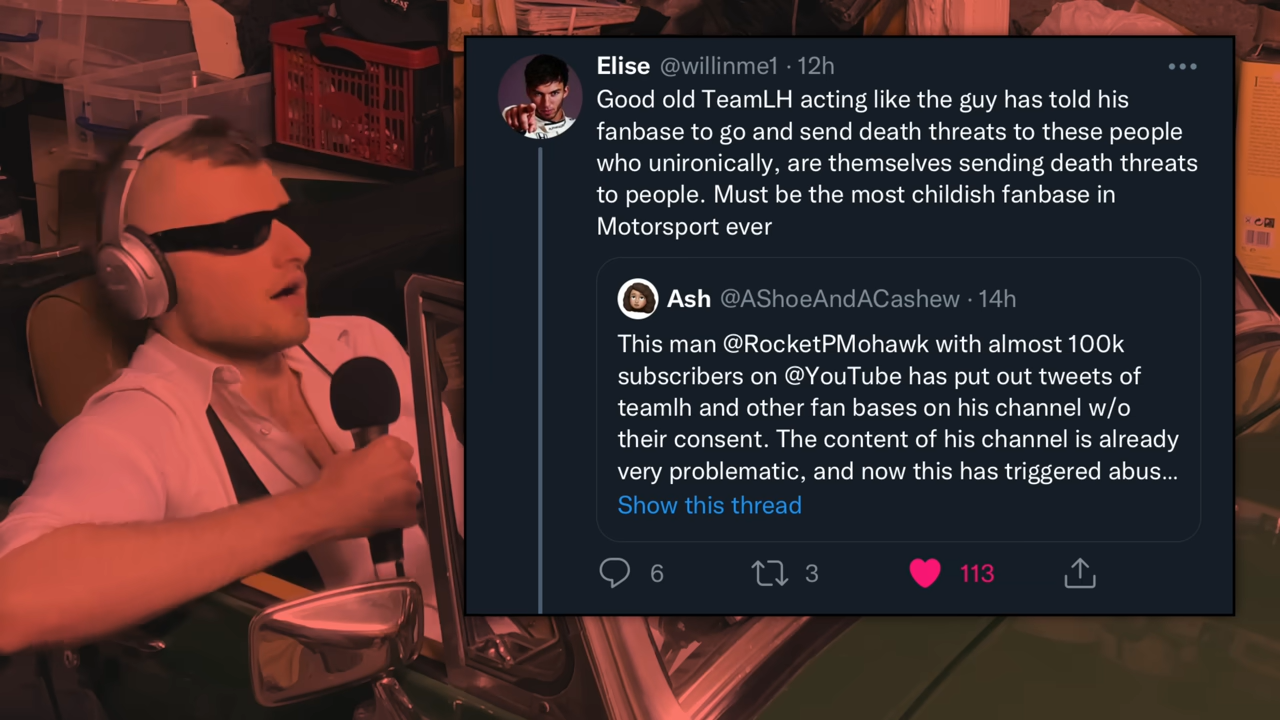 Elise @willinme1 · 12h
Good old TeamLH acting like the guy has told his
fanbase to go and send death threats to these people
who unironically, are themselves sending death threats
to people. Must be the most childish fanbase in
Motorsport ever
Ash @AShoeAndACashew · 14h
This man @RocketPMohawk with almost 100k
subscribers on @YouTube has put out tweets of
teamlh and other fan bases on his channel w/o
their consent. The content of his channel is already
very problematic, and now this has triggered abus...
Show this thread
6 3 113